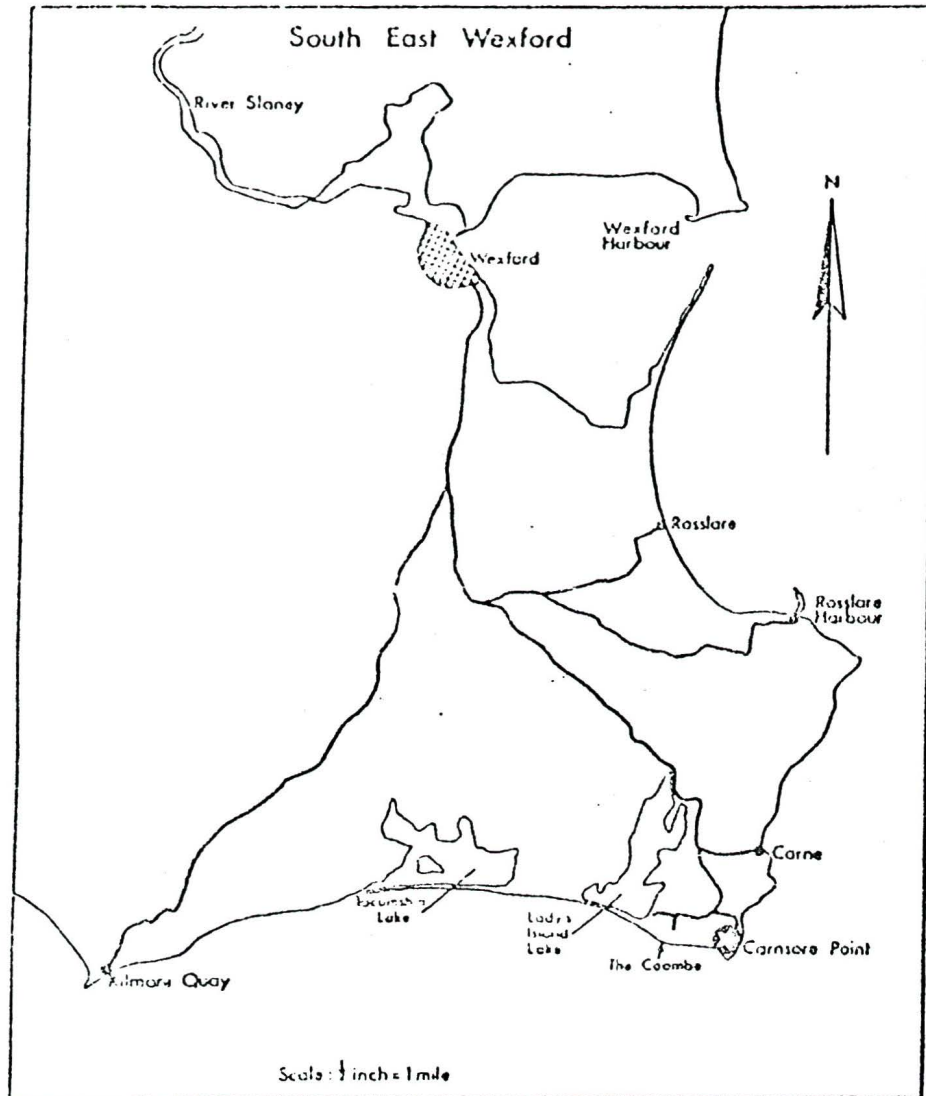 South East Wexford
River Slaney
N
Wexford
Harbour
Wexford
Rosslare
Rosslare
Harbour
Carne
Lake
Lady's
Island
Lake
The Coombe
Carnsore Point
Kilmore Quay
Scale : ½ inch = 1 mile